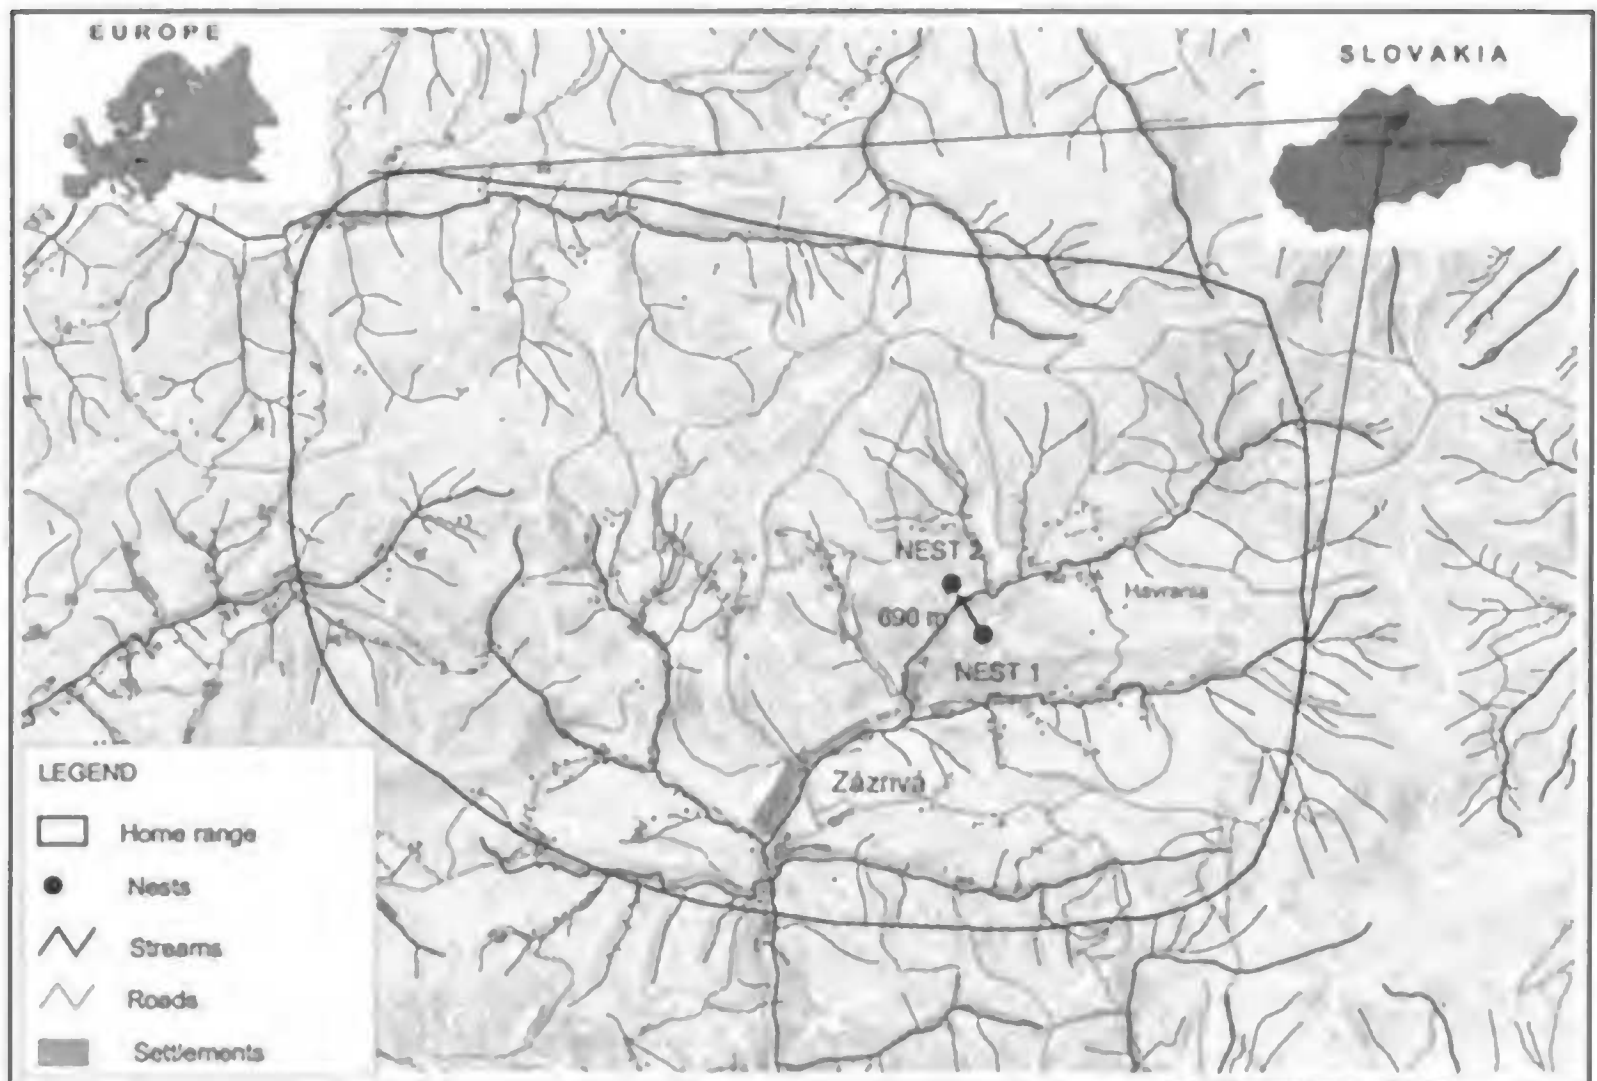 EUROPE
SLOVAKIA
NEST 2
Havrania
690 m
NEST 1
Zázrivá
LEGEND
Home range
Nests
Streams
Roads
Settlements